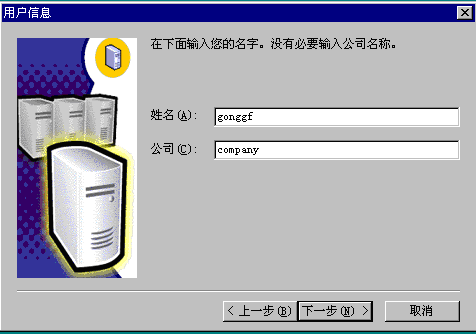 用户信息
在下面输入您的名字。没有必要输入公司名称。
姓名(A): gonggf
公司(C): company
< 上一步(B) 下一步(N) > 取消